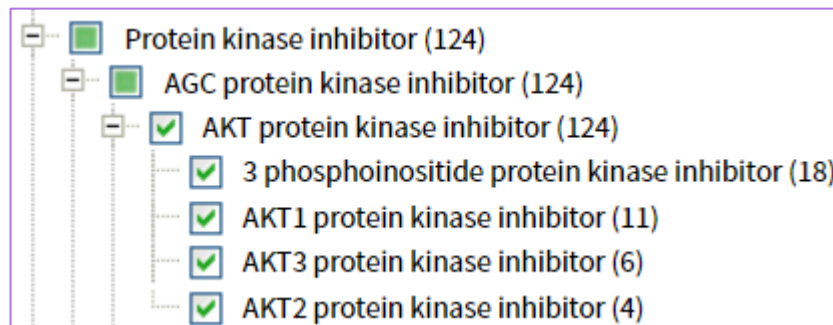 Protein kinase inhibitor (124)
AGC protein kinase inhibitor (124)
AKT protein kinase inhibitor (124)
3 phosphoinositide protein kinase inhibitor (18)
AKT1 protein kinase inhibitor (11)
AKT3 protein kinase inhibitor (6)
AKT2 protein kinase inhibitor (4)